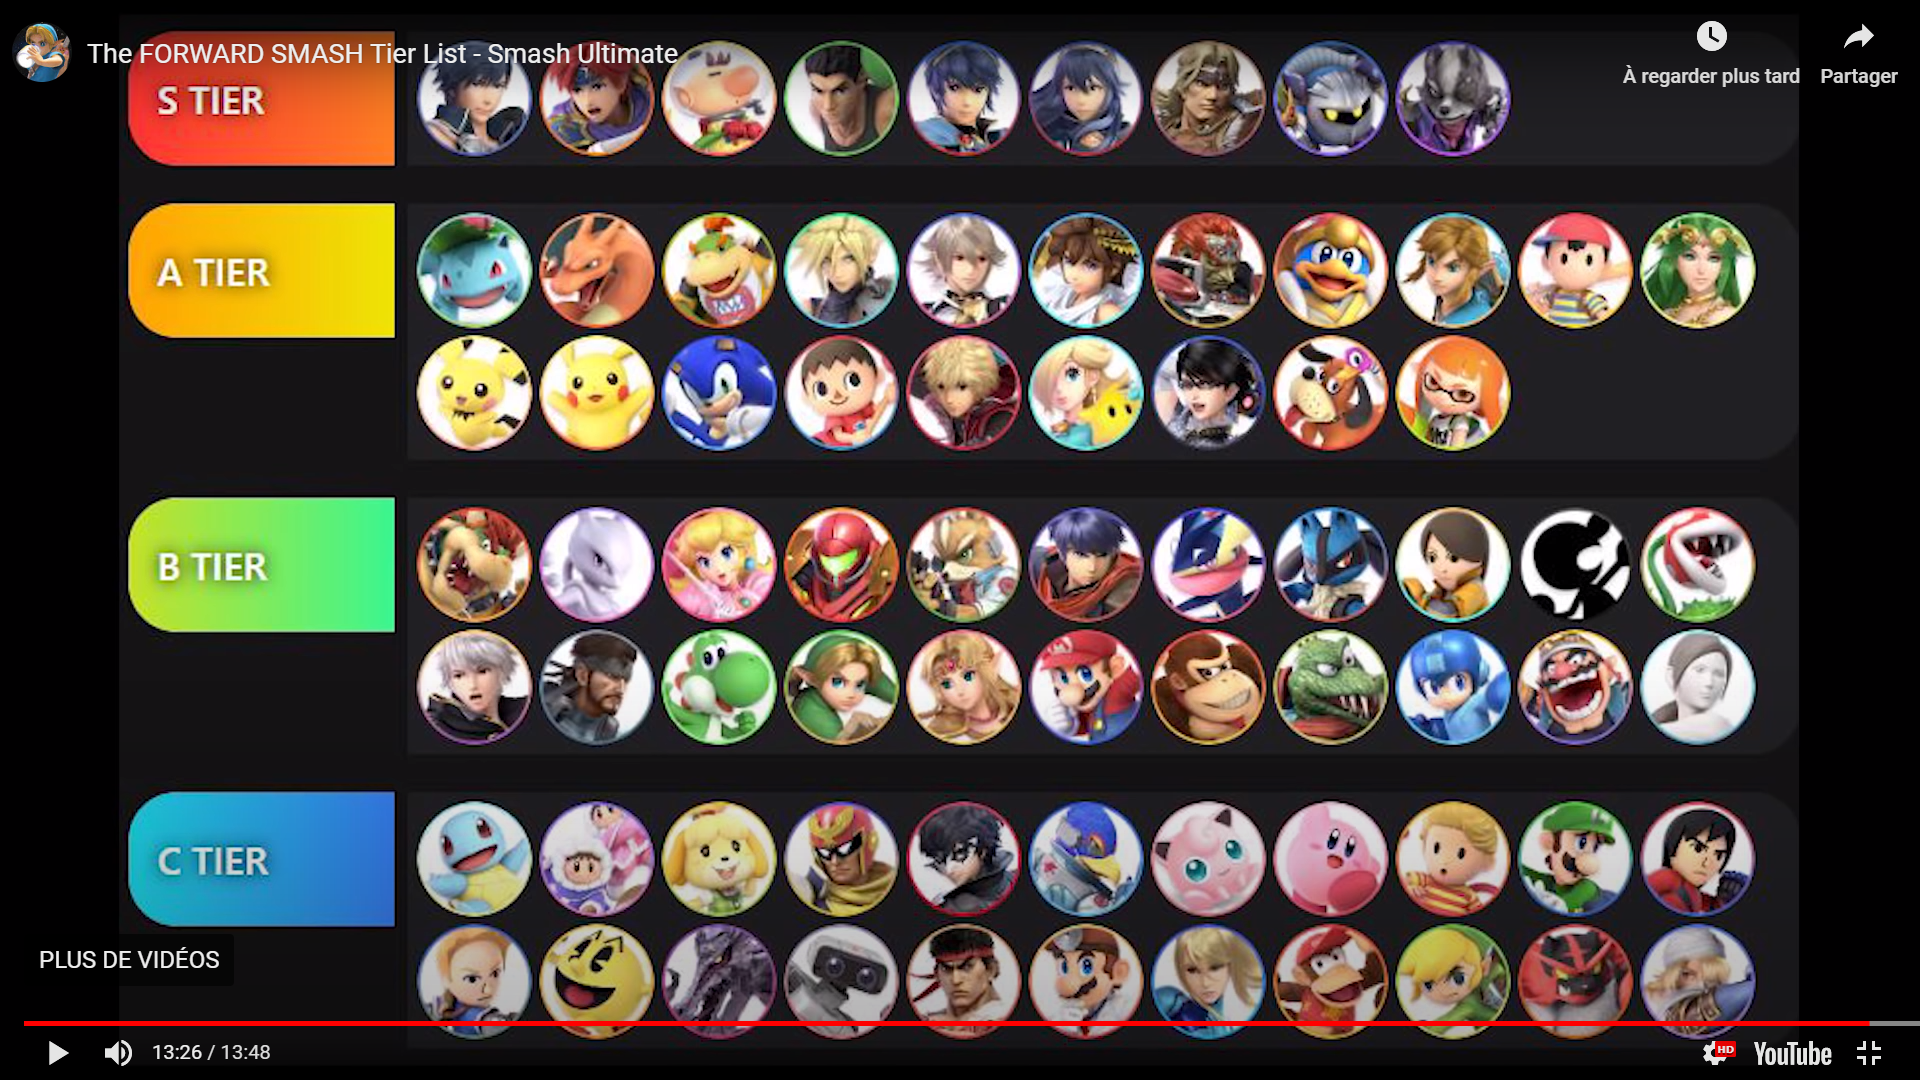 The FORWARD SMASH Tier List - Smash Ultimate
À regarder plus tard
Partager
S TIER
A TIER
B TIER
C TIER
PLUS DE VIDÉOS
13:26 / 13:48
HD
YouTube